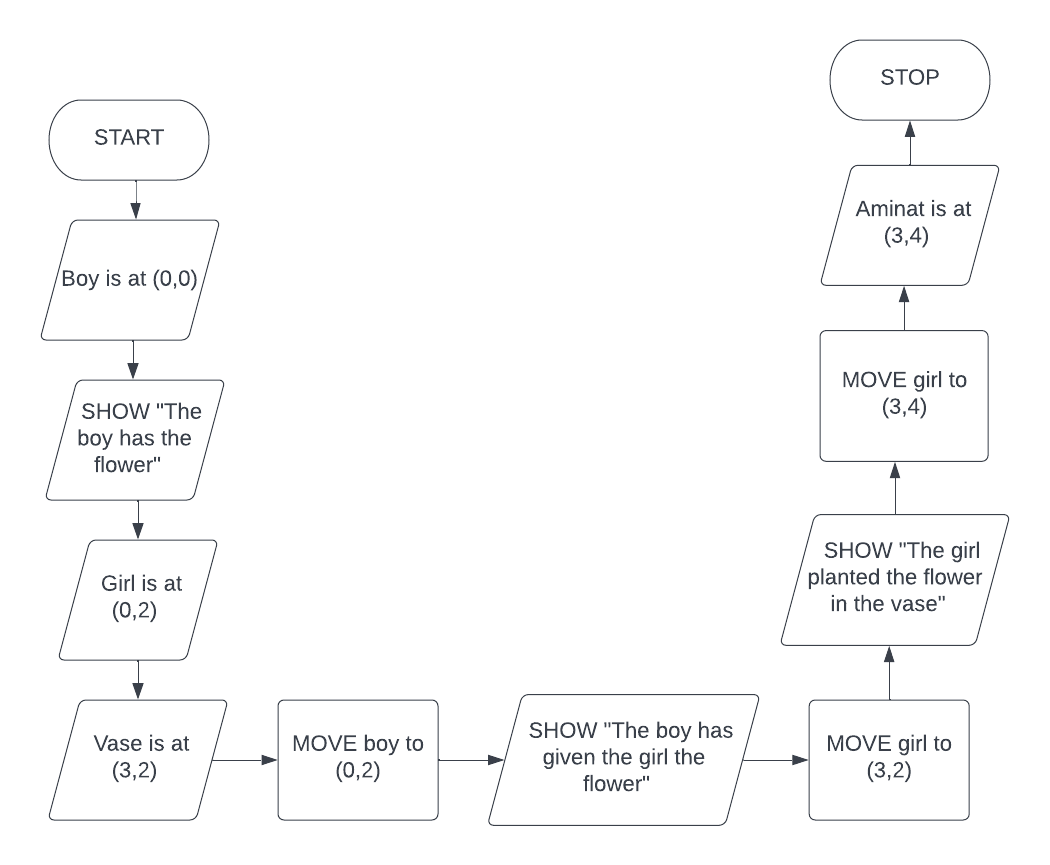 START
Boy is at (0,0)
SHOW "The
boy has the
flower"
Girl is at
(0,2)
Vase is at
(3,2)
MOVE boy to
(0,2)
SHOW "The boy has
given the girl the
flower"
MOVE girl to
(3,2)
SHOW "The girl
planted the flower
in the vase"
MOVE girl to
(3,4)
Aminat is at
(3,4)
STOP